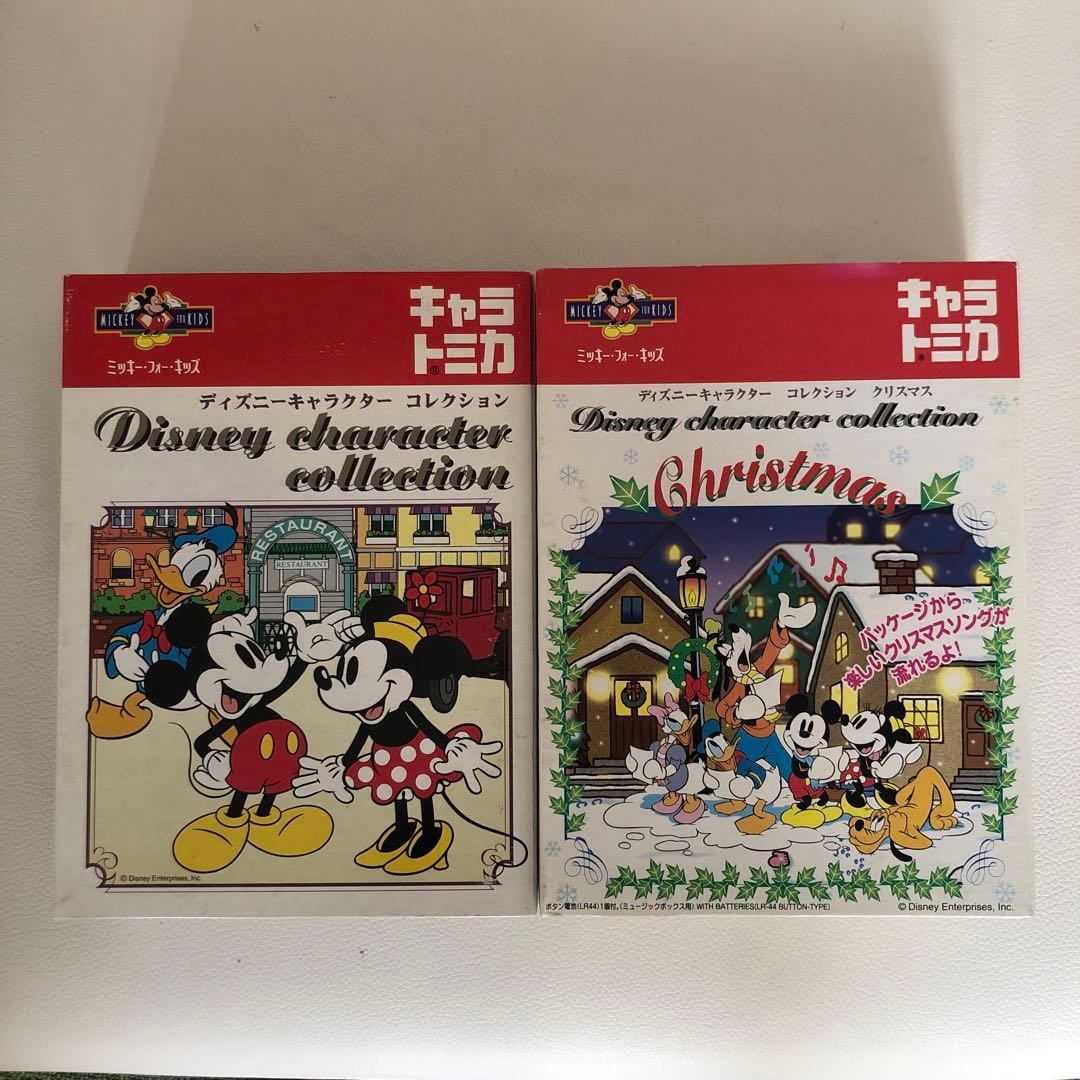 MICKEY FOR KIDS
ミッキー・フォー・キッズ
キャラ
トミカ®
ディズニーキャラクター コレクション
Disney character
collection
RESTAURANT
RESTAURANT
© Disney Enterprises, Inc.
MICKEY FOR KIDS
ミッキー・フォー・キッズ
キャラ
トミカ®
ディズニーキャラクター コレクション クリスマス
Disney character collection
Christmas
パッケージから
楽しいクリスマスソングが
流れるよ!
ボタン電池(LR44)1個付。(ミュージックボックス用) WITH BATTERIES(LR-44 BUTTON-TYPE)
© Disney Enterprises, Inc.